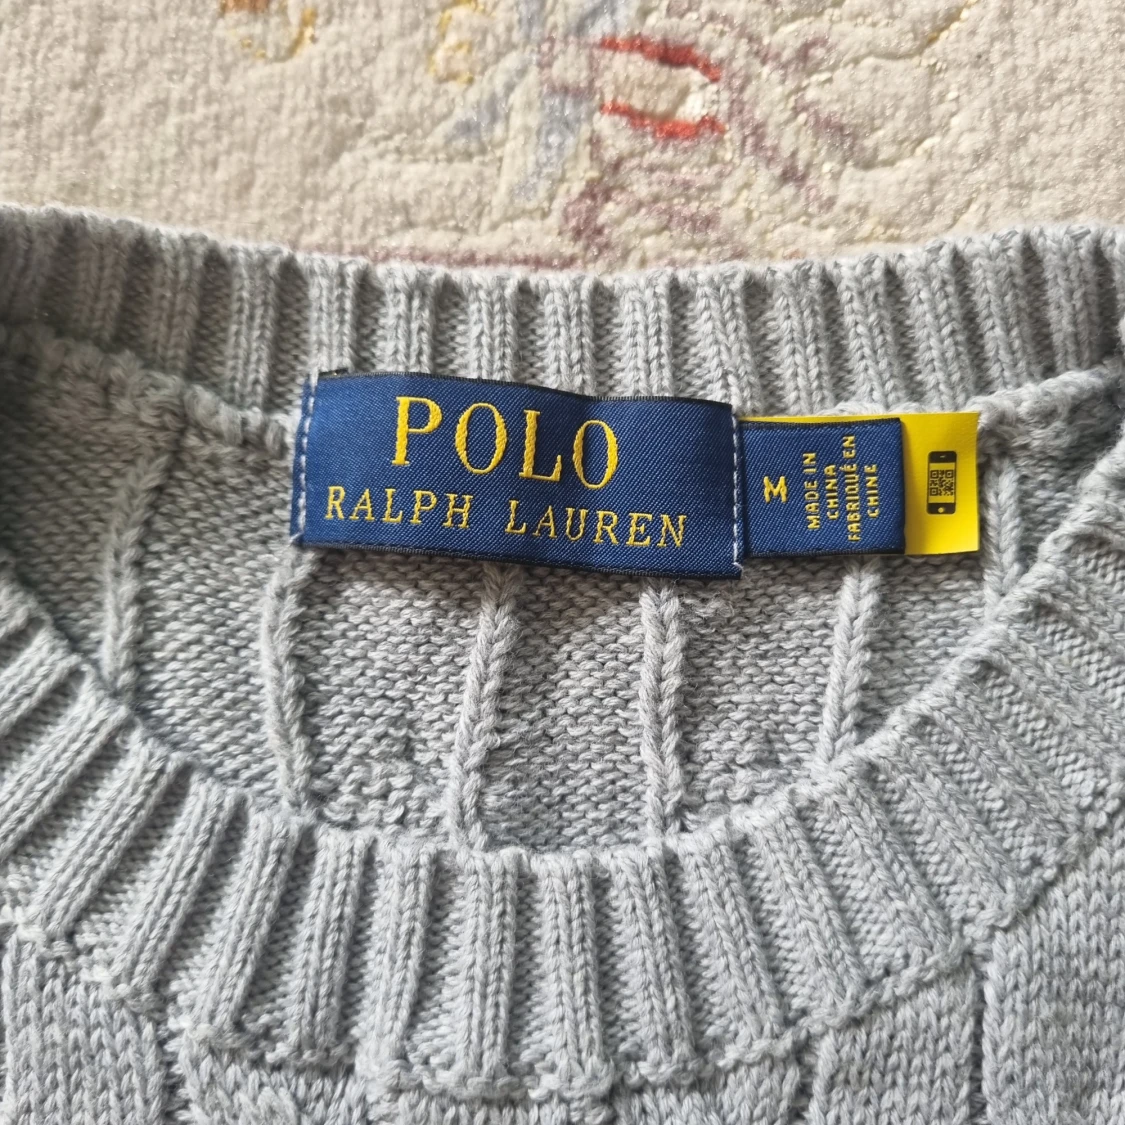 POLO
RALPH LAUREN
M
MADE IN
CHINA
FABRIQUÉ EN
CHINE